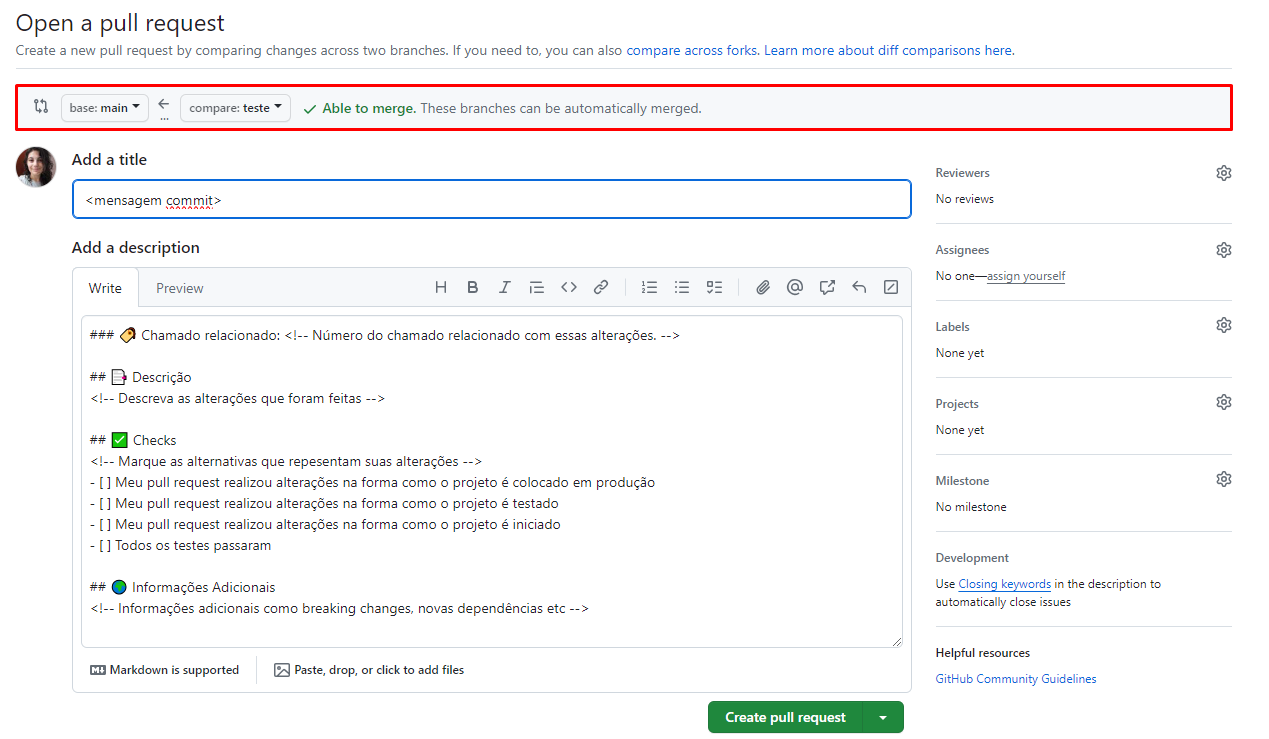 Open a pull request
Create a new pull request by comparing changes across two branches. If you need to, you can also compare across forks. Learn more about diff comparisons here.
base: main ← ... compare: teste ✓ Able to merge. These branches can be automatically merged.
Add a title
<mensagem commit>
Add a description
Write Preview
### 🏷️ Chamado relacionado: <!-- Número do chamado relacionado com essas alterações. -->
## 📑 Descrição
<!-- Descreva as alterações que foram feitas -->
## ✅ Checks
<!-- Marque as alternativas que repesentam suas alterações -->
- [ ] Meu pull request realizou alterações na forma como o projeto é colocado em produção
- [ ] Meu pull request realizou alterações na forma como o projeto é testado
- [ ] Meu pull request realizou alterações na forma como o projeto é iniciado
- [ ] Todos os testes passaram
## 🌍 Informações Adicionais
<!-- Informações adicionais como breaking changes, novas dependências etc -->
Markdown is supported
Paste, drop, or click to add files
Create pull request
Reviewers
No reviews
Assignees
No one—assign yourself
Labels
None yet
Projects
None yet
Milestone
No milestone
Development
Use Closing keywords in the description to
automatically close issues
Helpful resources
GitHub Community Guidelines